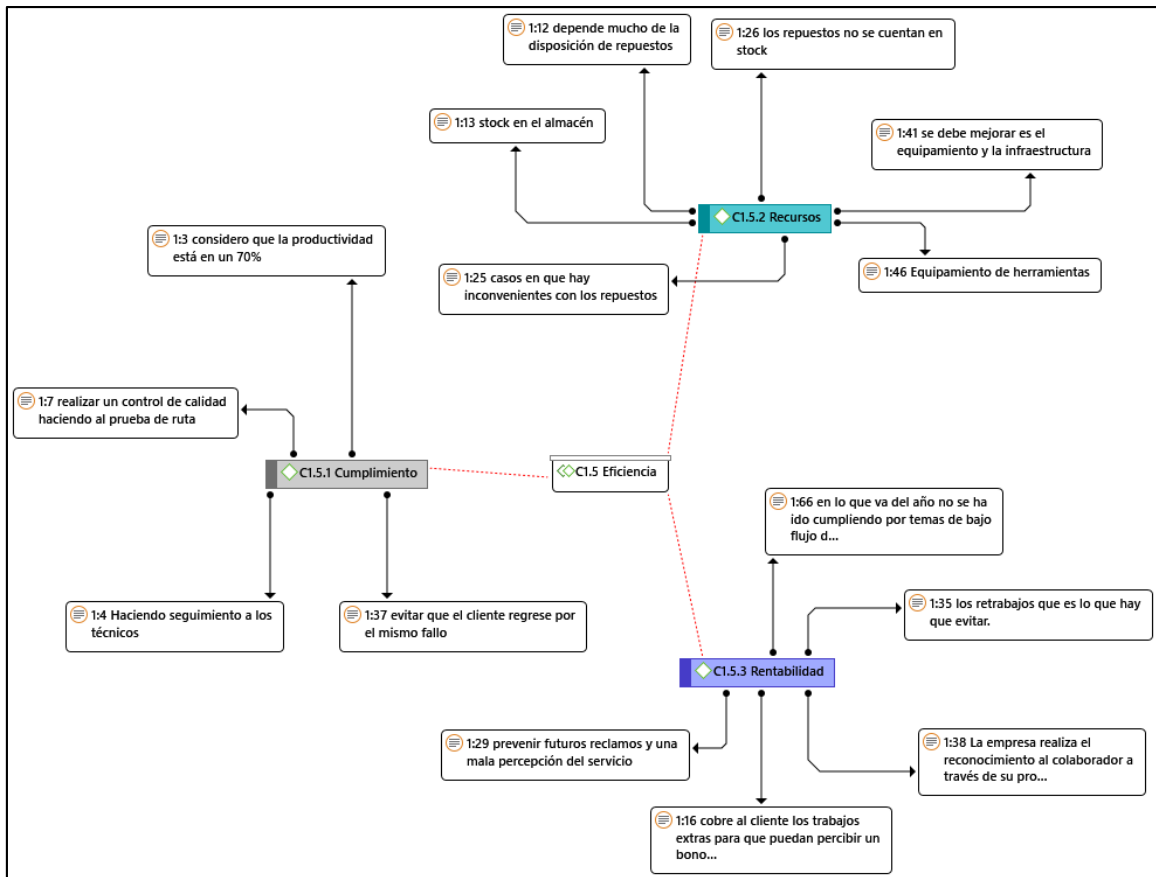 1:12 depende mucho de la
disposición de repuestos
1:26 los repuestos no se cuentan en
stock
1:13 stock en el almacén
1:41 se debe mejorar es el
equipamiento y la infraestructura
C1.5.2 Recursos
1:3 considero que la productividad
está en un 70%
1:25 casos en que hay
inconvenientes con los repuestos
1:46 Equipamiento de herramientas
1:7 realizar un control de calidad
haciendo al prueba de ruta
C1.5.1 Cumplimiento
C1.5 Eficiencia
1:66 en lo que va del año no se ha
ido cumpliendo por temas de bajo
flujo d...
1:4 Haciendo seguimiento a los
técnicos
1:37 evitar que el cliente regrese por
el mismo fallo
1:35 los retrabajos que es lo que hay
que evitar.
C1.5.3 Rentabilidad
1:29 prevenir futuros reclamos y una
mala percepción del servicio
1:38 La empresa realiza el
reconocimiento al colaborador a
través de su pro...
1:16 cobre al cliente los trabajos
extras para que puedan percibir un
bono...